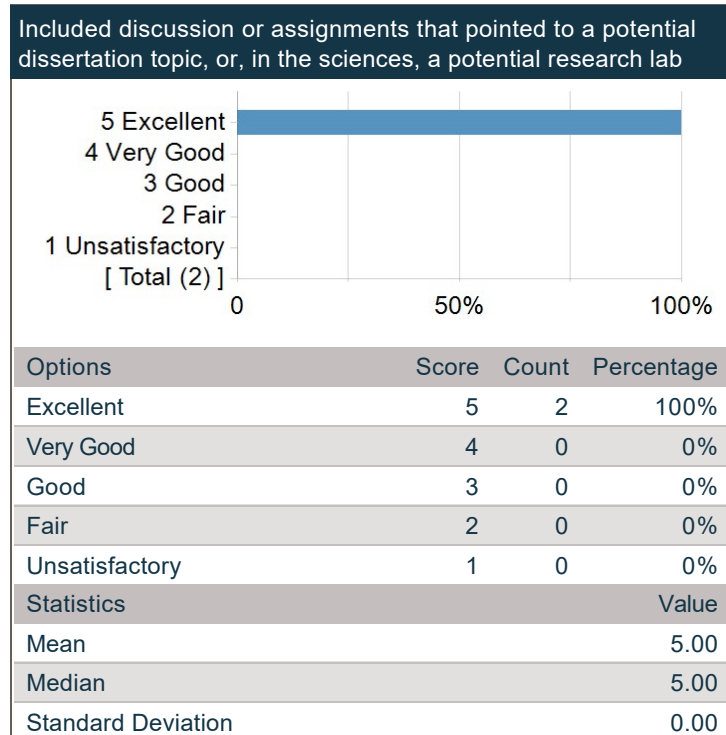 Included discussion or assignments that pointed to a potential
dissertation topic, or, in the sciences, a potential research lab
5 Excellent
4 Very Good
3 Good
2 Fair
1 Unsatisfactory
[ Total (2) ]
0 50% 100%
Options Score Count Percentage
Excellent 5 2 100%
Very Good 4 0 0%
Good 3 0 0%
Fair 2 0 0%
Unsatisfactory 1 0 0%
Statistics Value
Mean 5.00
Median 5.00
Standard Deviation 0.00